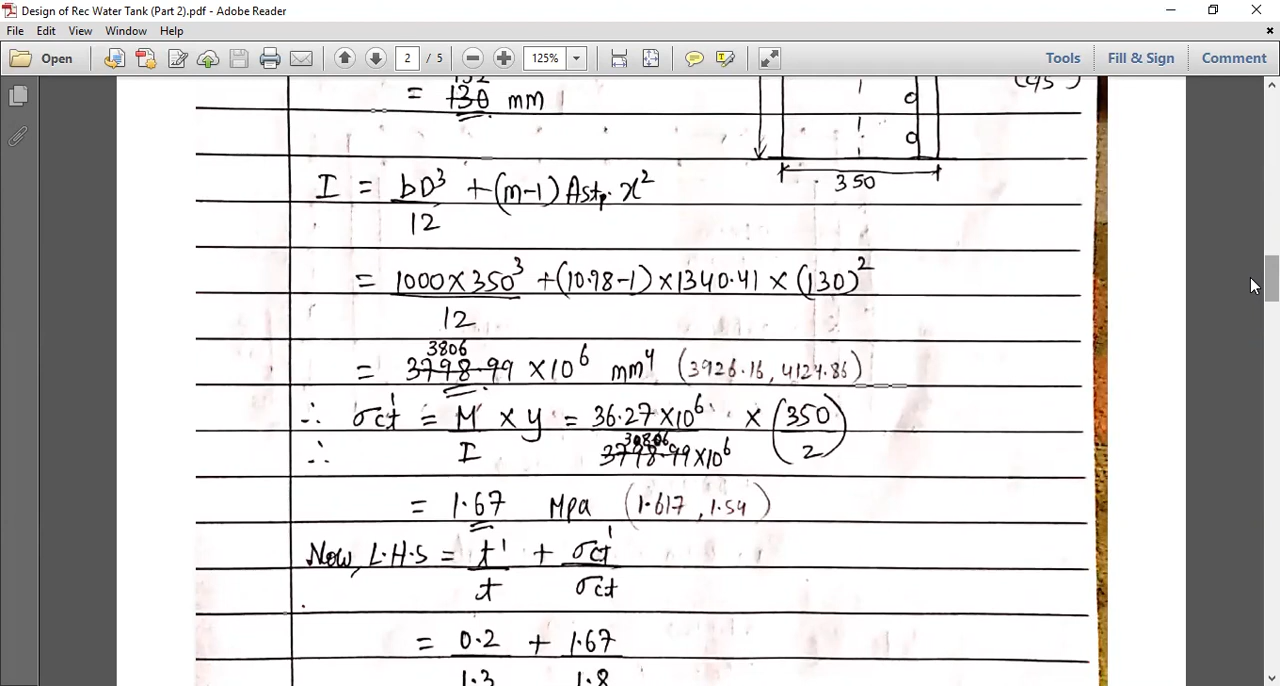 Design of Rec Water Tank (Part 2).pdf - Adobe Reader
File Edit View Window Help
Open 2 / 5 125% Tools Fill & Sign Comment
132
= 130 mm
350
I = bD³/12 + (m-1) Astp. x²
= 1000 × 350³/12 + (10.98-1) × 1340.41 × (130)²
3806
= 3798.99 × 10⁶ mm⁴ (3926.16, 4124.86)
∴ σct' = M/I × y = 36.27×10⁶/3798.99×10⁶ × (350/2)
30806
∴
= 1.67 Mpa (1.617, 1.54)
Now, L.H.S = t'/t + σct'/σct
= 0.2/1.3 + 1.67/1.8